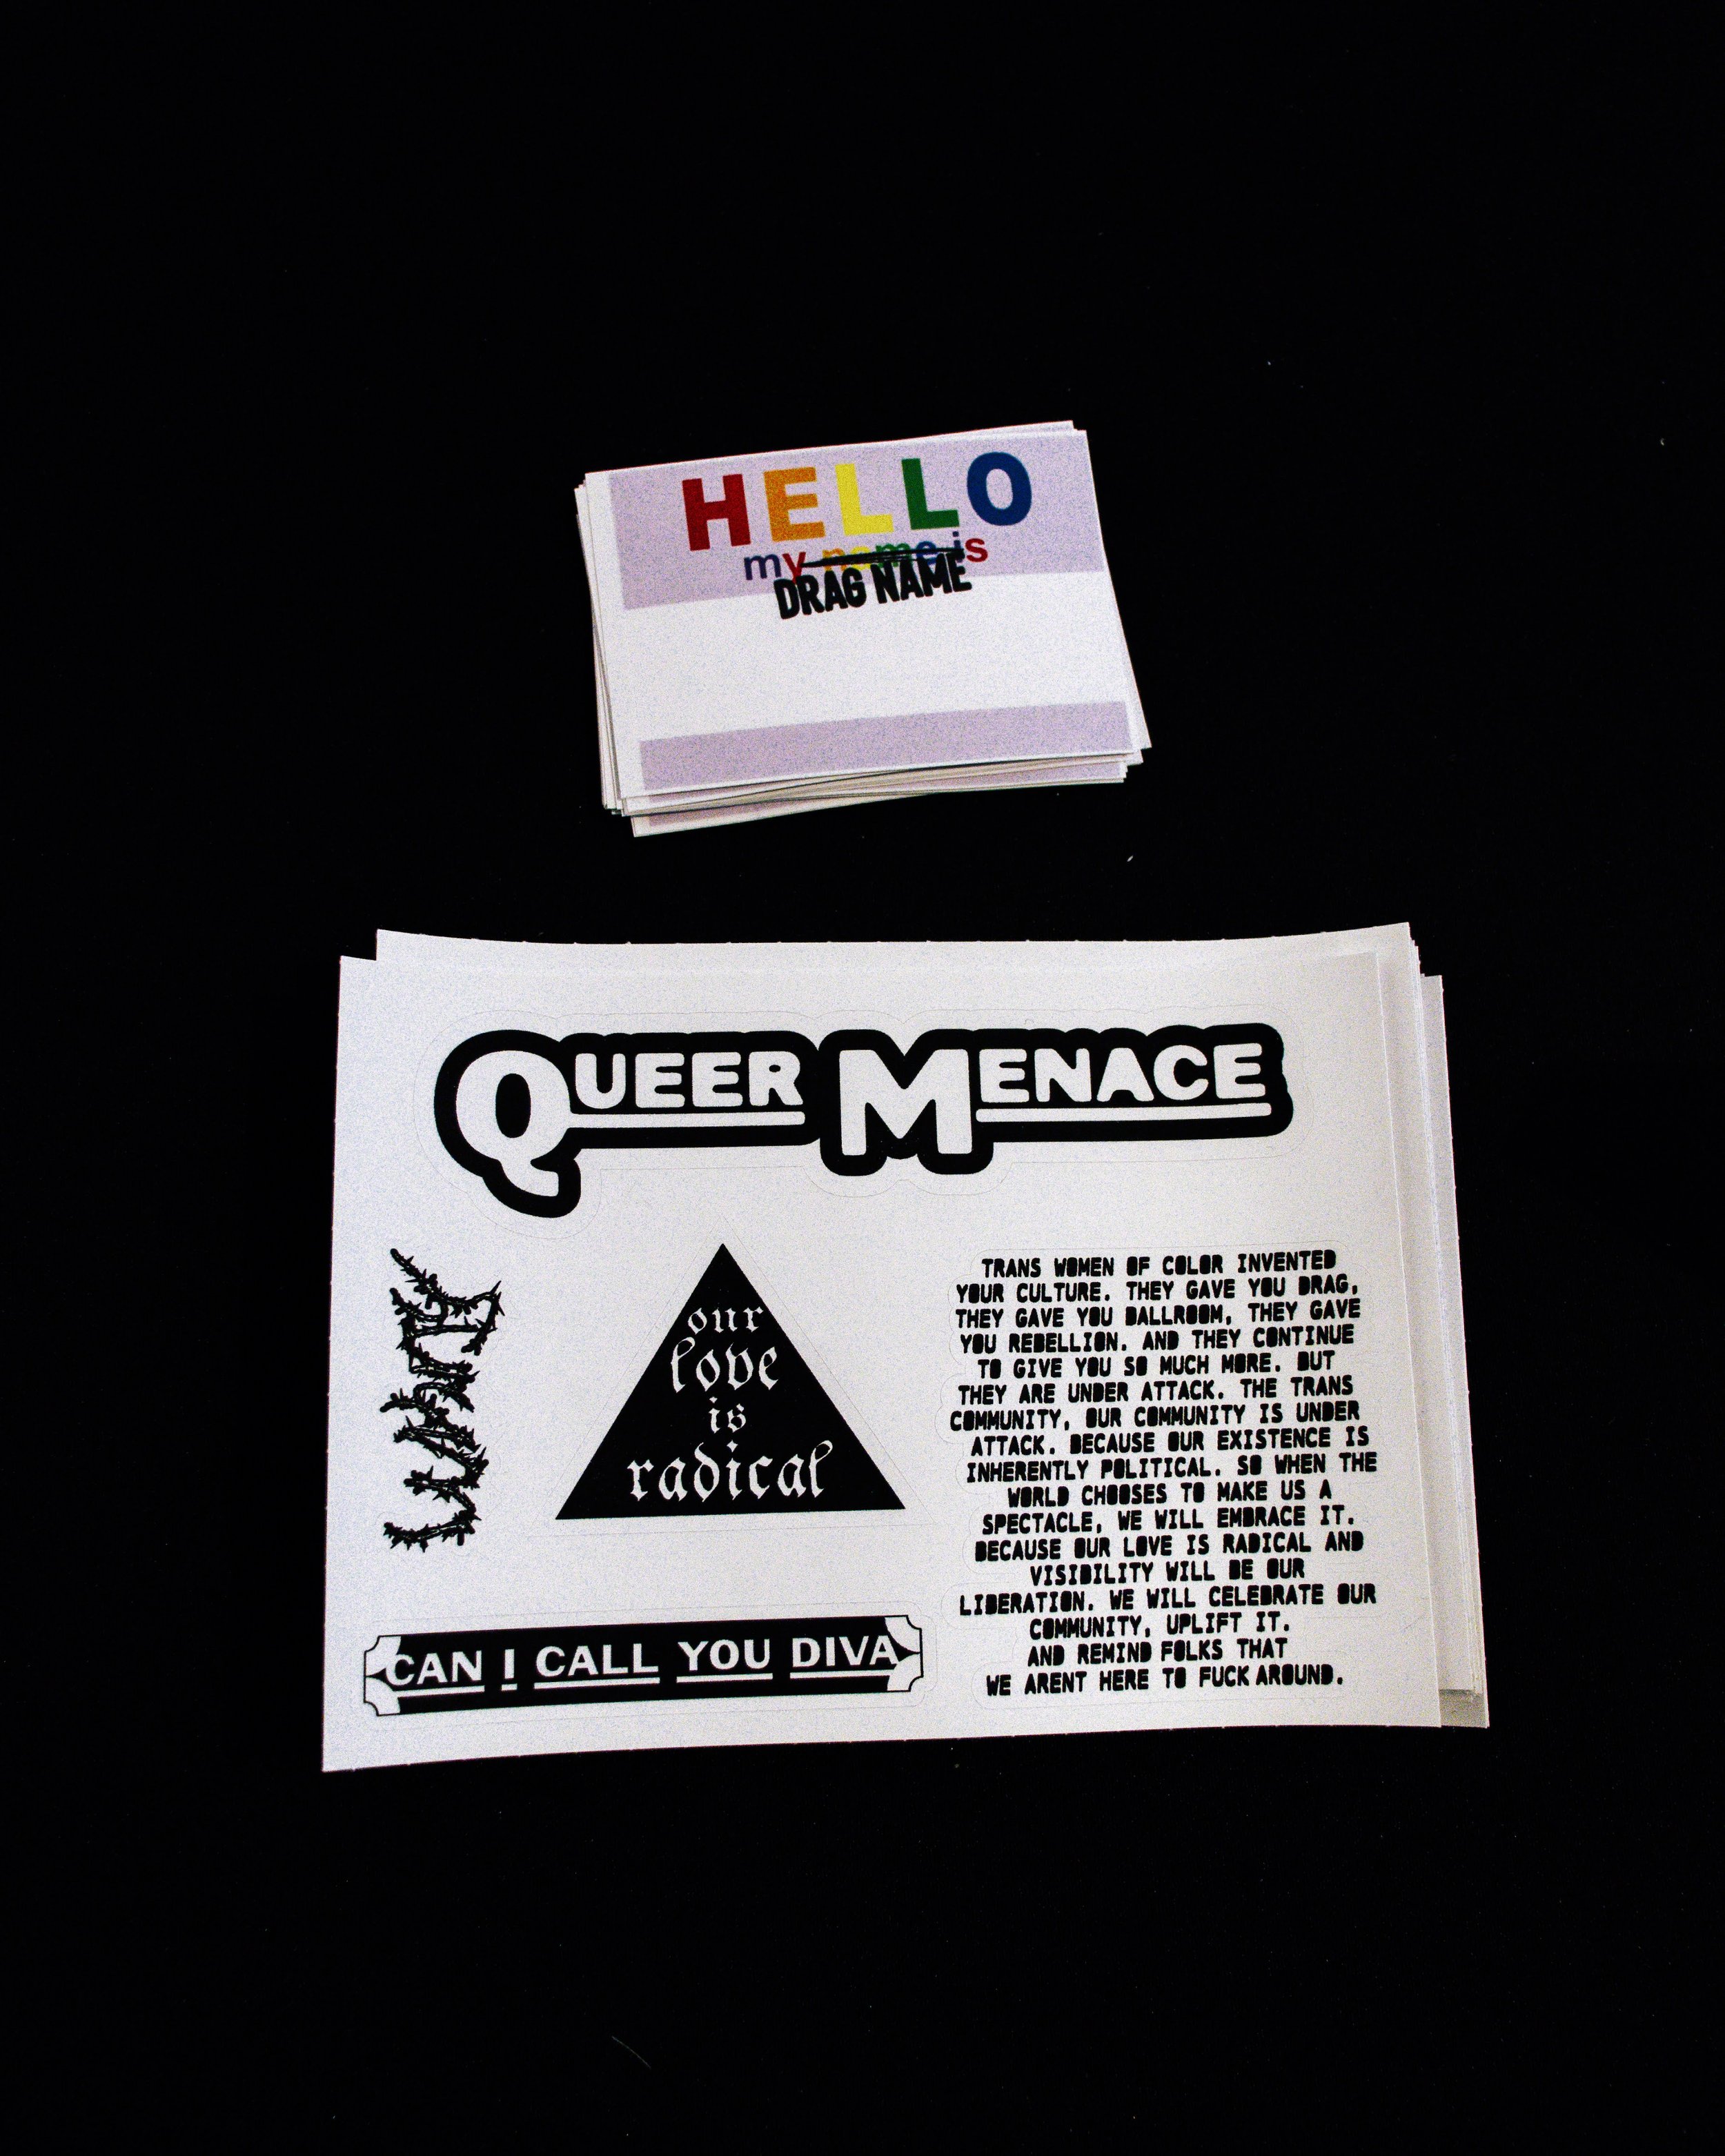 HELLO
my name is
DRAG NAME
QUEER MENACE
our
love
is
radical
CAN I CALL YOU DIVA
TRANS WOMEN OF COLOR INVENTED
YOUR CULTURE. THEY GAVE YOU DRAG,
THEY GAVE YOU BALLROOM, THEY GAVE
YOU REBELLION. AND THEY CONTINUE
TO GIVE YOU SO MUCH MORE. BUT
THEY ARE UNDER ATTACK. THE TRANS
COMMUNITY, OUR COMMUNITY IS UNDER
ATTACK. BECAUSE OUR EXISTENCE IS
INHERENTLY POLITICAL. SO WHEN THE
WORLD CHOOSES TO MAKE US A
SPECTACLE, WE WILL EMBRACE IT.
BECAUSE OUR LOVE IS RADICAL AND
VISIBILITY WILL BE OUR
LIBERATION. WE WILL CELEBRATE OUR
COMMUNITY, UPLIFT IT.
AND REMIND FOLKS THAT
WE ARENT HERE TO FUCK AROUND.